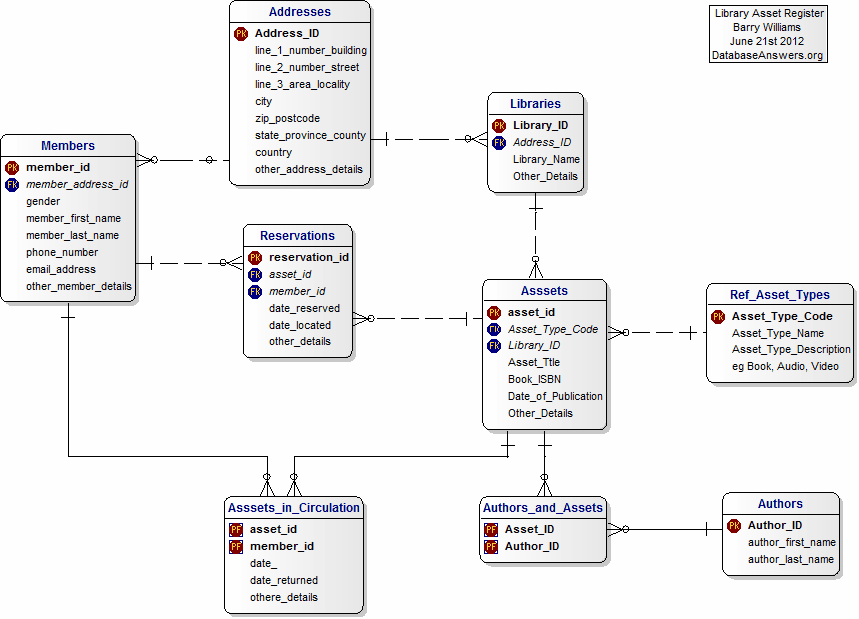 Library Asset Register
Barry Williams
June 21st 2012
DatabaseAnswers.org
Addresses
PK Address_ID
line_1_number_building
line_2_number_street
line_3_area_locality
city
zip_postcode
state_province_county
country
other_address_details
Libraries
PK Library_ID
FK Address_ID
Library_Name
Other_Details
Members
PK member_id
FK member_address_id
gender
member_first_name
member_last_name
phone_number
email_address
other_member_details
Reservations
PK reservation_id
FK asset_id
FK member_id
date_reserved
date_located
other_details
Asssets
PK asset_id
FK Asset_Type_Code
FK Library_ID
Asset_Ttle
Book_ISBN
Date_of_Publication
Other_Details
Ref_Asset_Types
PK Asset_Type_Code
Asset_Type_Name
Asset_Type_Description
eg Book, Audio, Video
Asssets_in_Circulation
PF asset_id
PF member_id
date_
date_returned
othere_details
Authors_and_Assets
PF Asset_ID
PF Author_ID
Authors
PK Author_ID
author_first_name
author_last_name